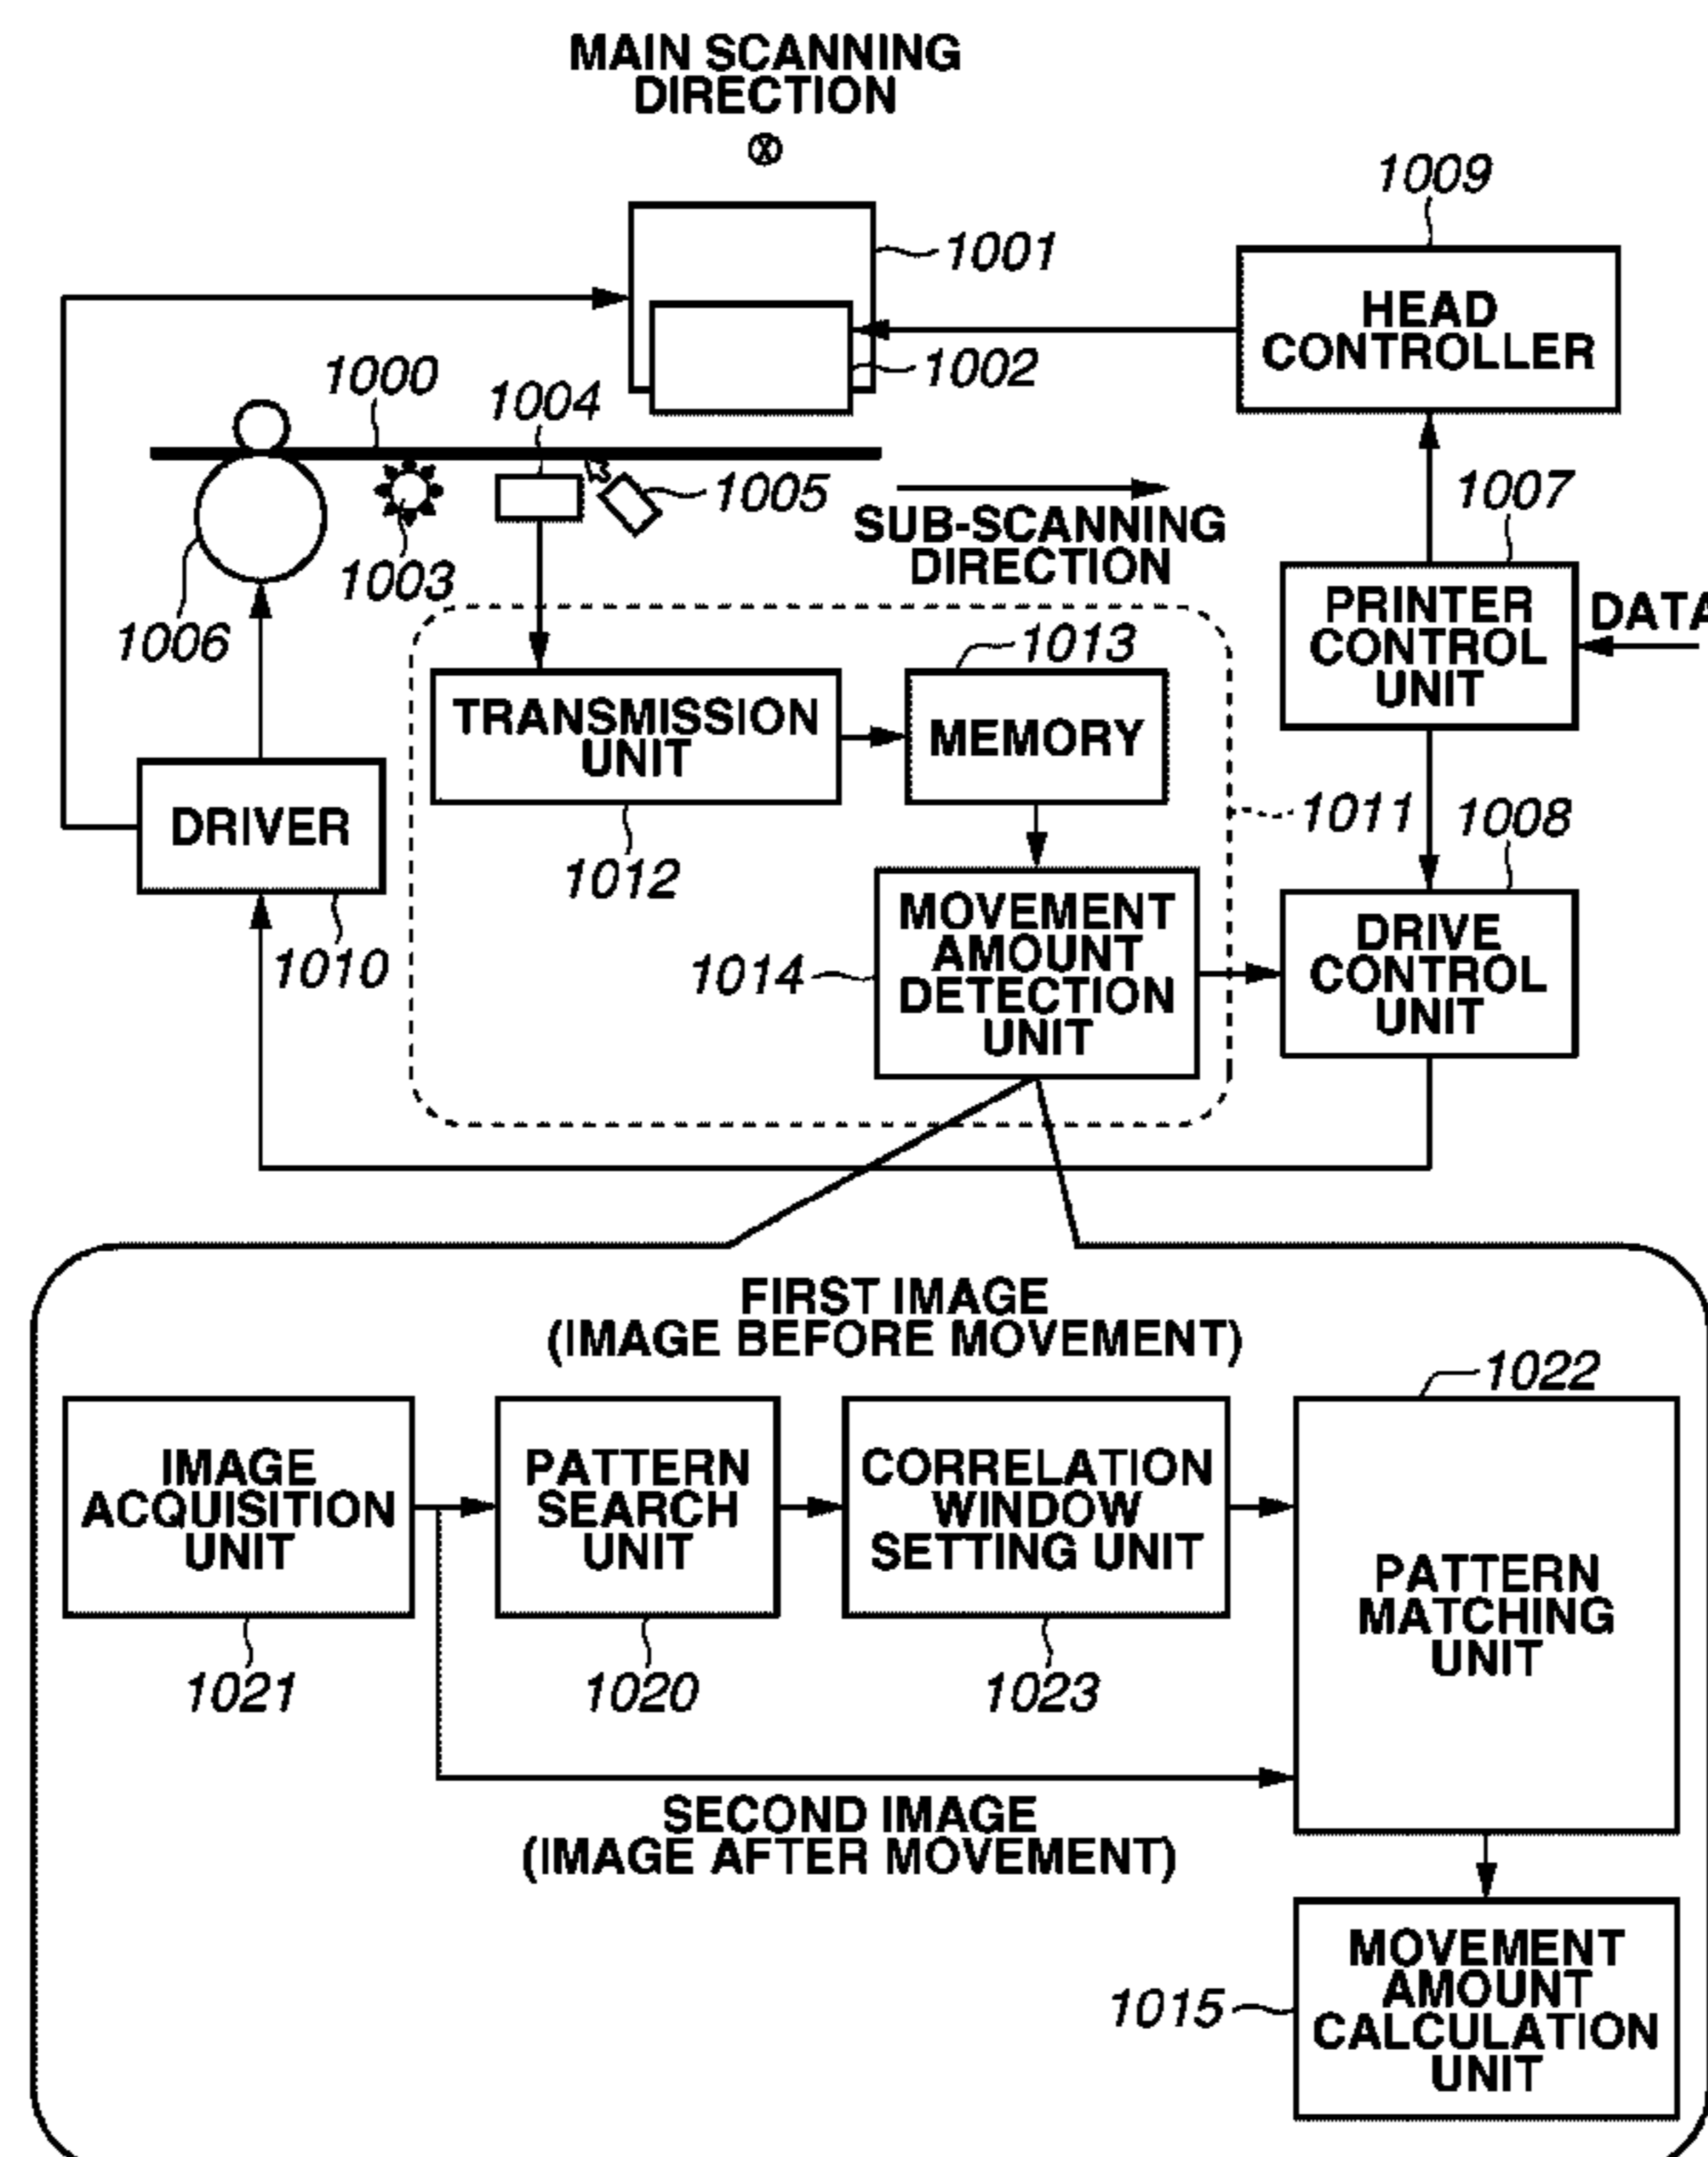 MAIN SCANNING
DIRECTION
1009
1001
HEAD
CONTROLLER
1002
1000
1004
1005
1007
SUB-SCANNING
DIRECTION
1003
1006
PRINTER
CONTROL
UNIT
DATA
1013
TRANSMISSION
UNIT
MEMORY
1011
1008
DRIVER
1012
1010
MOVEMENT
AMOUNT
DETECTION
UNIT
1014
DRIVE
CONTROL
UNIT
FIRST IMAGE
(IMAGE BEFORE MOVEMENT)
1022
IMAGE
ACQUISITION
UNIT
PATTERN
SEARCH
UNIT
CORRELATION
WINDOW
SETTING UNIT
PATTERN
MATCHING
UNIT
1021
1020
1023
SECOND IMAGE
(IMAGE AFTER MOVEMENT)
MOVEMENT
AMOUNT
CALCULATION
UNIT
1015